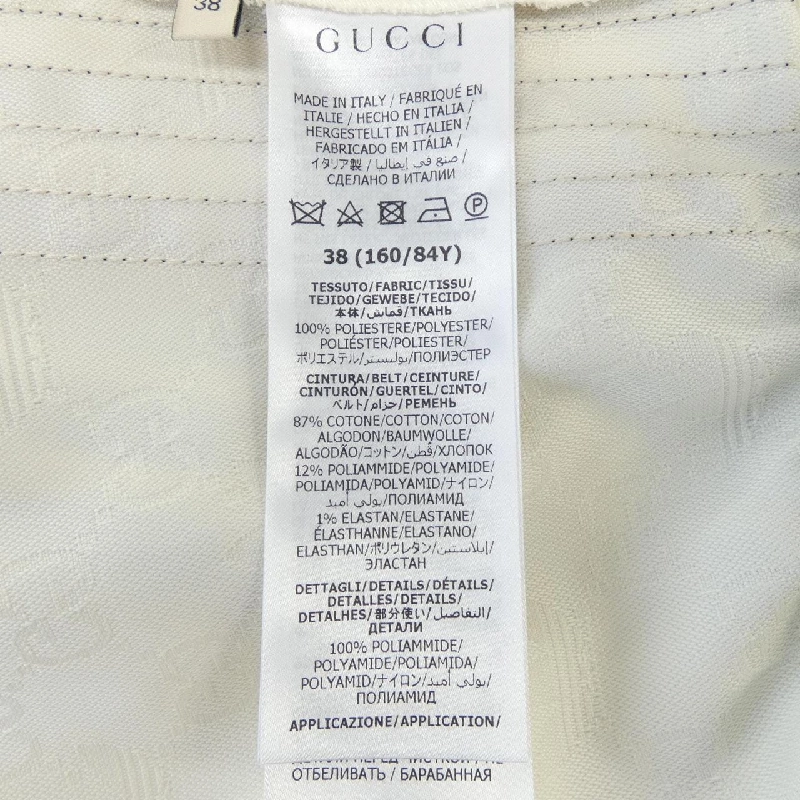 38
GUCCI
MADE IN ITALY / FABRIQUÉ EN
ITALIE / HECHO EN ITALIA /
HERGESTELLT IN ITALIEN /
FABRICADO EM ITÁLIA /
イタリア製 / صنع في إيطاليا /
СДЕЛАНО В ИТАЛИИ
P
38 (160/84Y)
TESSUTO/FABRIC/TISSU/
TEJIDO/GEWEBE/TECIDO/
本体/قماش/ТКАНЬ
100% POLIESTERE/POLYESTER/
POLIÉSTER/POLIESTER/
ポリエステル/بوليستر/ПОЛИЭСТЕР
CINTURA/BELT/CEINTURE/
CINTURÓN/GUERTEL/CINTO/
ベルト/حزام/РЕМЕНЬ
87% COTONE/COTTON/COTON/
ALGODON/BAUMWOLLE/
ALGODÃO/コットン/قطن/ХЛОПОК
12% POLIAMMIDE/POLYAMIDE/
POLIAMIDA/POLYAMID/ナイロン/
بولي أميد/ПОЛИАМИД
1% ELASTAN/ELASTANE/
ÉLASTHANNE/ELASTANO/
ELASTHAN/ポリウレタン/إيلاستين/
ЭЛАСТАН
DETTAGLI/DETAILS/DÉTAILS/
DETALLES/DETAILS/
DETALHES/部分使い/التفاصيل/
ДЕТАЛИ
100% POLIAMMIDE/
POLYAMIDE/POLIAMIDA/
POLYAMID/ナイロン/بولي أميد/
ПОЛИАМИД
APPLICAZIONE/APPLICATION/
ОТБЕЛИВАТЬ / БАРАБАННАЯ